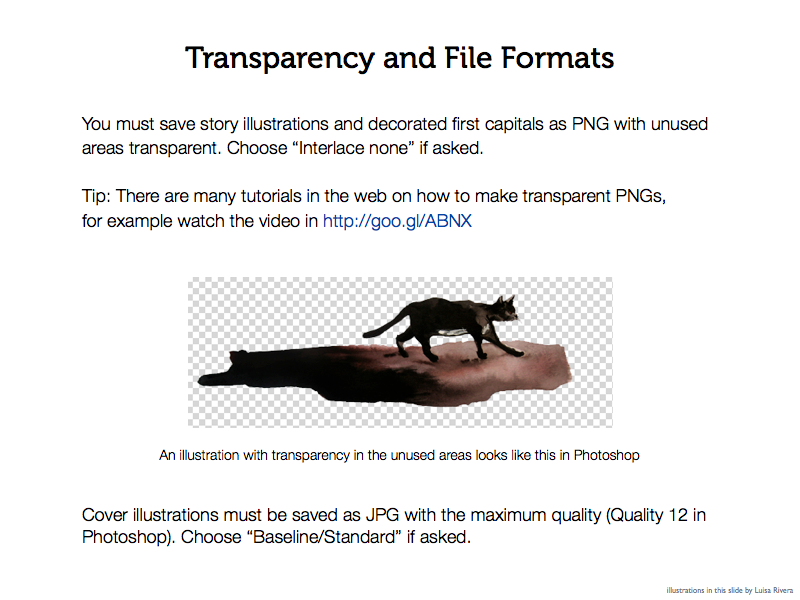 Transparency and File Formats
You must save story illustrations and decorated first capitals as PNG with unused
areas transparent. Choose “Interlace none” if asked.
Tip: There are many tutorials in the web on how to make transparent PNGs,
for example watch the video in http://goo.gl/ABNX
An illustration with transparency in the unused areas looks like this in Photoshop
Cover illustrations must be saved as JPG with the maximum quality (Quality 12 in
Photoshop). Choose “Baseline/Standard” if asked.
illustrations in this slide by Luisa Rivera